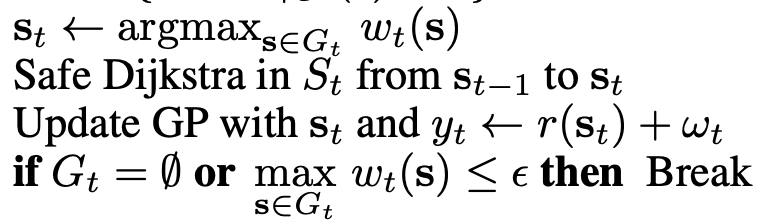 s_t ← argmax_{s∈G_t} w_t(s)
Safe Dijkstra in S_t from s_{t−1} to s_t
Update GP with s_t and y_t ← r(s_t) + ω_t
if G_t = ∅ or max_{s∈G_t} w_t(s) ≤ ϵ then Break